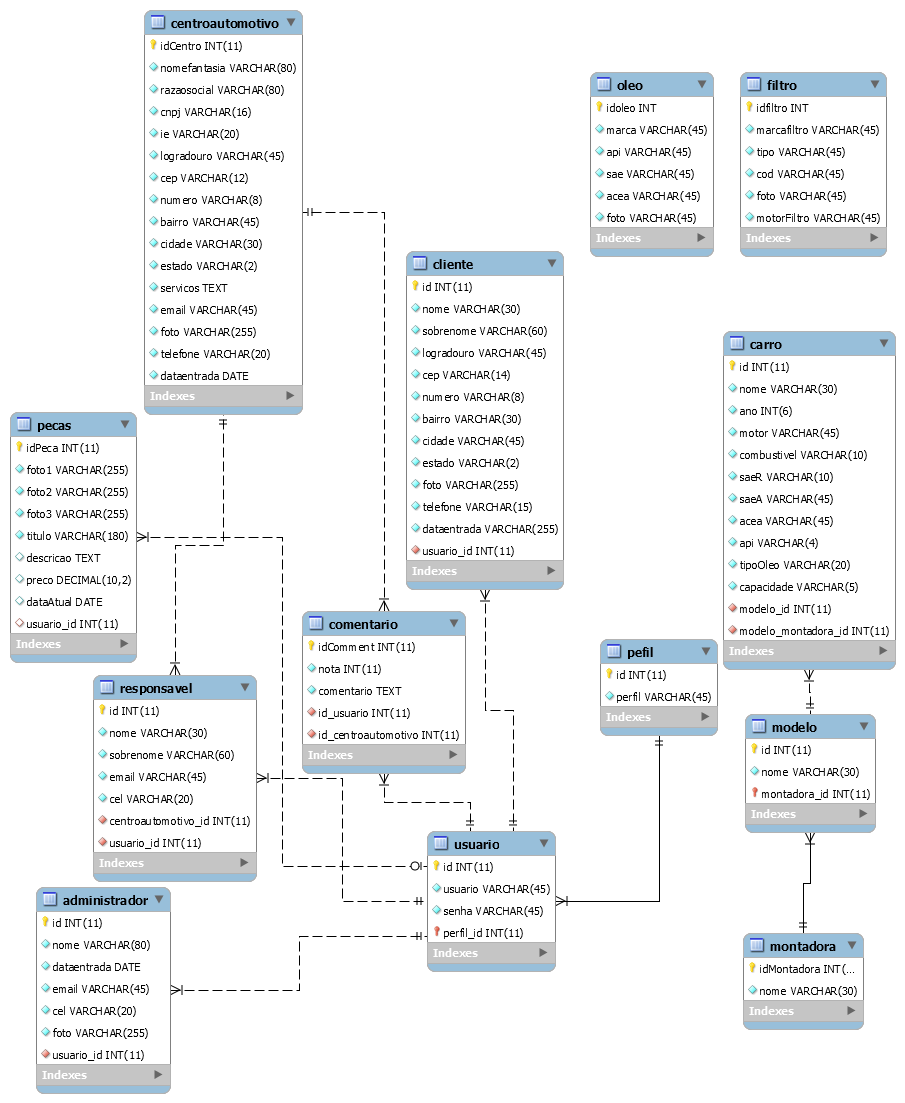 centroautomotivo
idCentro INT(11)
nomefantasia VARCHAR(80)
razaosocial VARCHAR(80)
cnpj VARCHAR(16)
ie VARCHAR(20)
logradouro VARCHAR(45)
cep VARCHAR(12)
numero VARCHAR(8)
bairro VARCHAR(45)
cidade VARCHAR(30)
estado VARCHAR(2)
servicos TEXT
email VARCHAR(45)
foto VARCHAR(255)
telefone VARCHAR(20)
dataentrada DATE
Indexes
oleo
idoleo INT
marca VARCHAR(45)
api VARCHAR(45)
sae VARCHAR(45)
acea VARCHAR(45)
foto VARCHAR(45)
Indexes
filtro
idfiltro INT
marcafiltro VARCHAR(45)
tipo VARCHAR(45)
cod VARCHAR(45)
foto VARCHAR(45)
motorFiltro VARCHAR(45)
Indexes
cliente
id INT(11)
nome VARCHAR(30)
sobrenome VARCHAR(60)
logradouro VARCHAR(45)
cep VARCHAR(14)
numero VARCHAR(8)
bairro VARCHAR(30)
cidade VARCHAR(45)
estado VARCHAR(2)
foto VARCHAR(255)
telefone VARCHAR(15)
dataentrada VARCHAR(255)
usuario_id INT(11)
Indexes
carro
id INT(11)
nome VARCHAR(30)
ano INT(6)
motor VARCHAR(45)
combustivel VARCHAR(10)
saeR VARCHAR(10)
saeA VARCHAR(45)
acea VARCHAR(45)
api VARCHAR(4)
tipoOleo VARCHAR(20)
capacidade VARCHAR(5)
modelo_id INT(11)
modelo_montadora_id INT(11)
Indexes
pecas
idPeca INT(11)
foto1 VARCHAR(255)
foto2 VARCHAR(255)
foto3 VARCHAR(255)
titulo VARCHAR(180)
descricao TEXT
preco DECIMAL(10,2)
dataAtual DATE
usuario_id INT(11)
Indexes
comentario
idComment INT(11)
nota INT(11)
comentario TEXT
id_usuario INT(11)
id_centroautomotivo INT(11)
Indexes
pefil
id INT(11)
perfil VARCHAR(45)
Indexes
responsavel
id INT(11)
nome VARCHAR(30)
sobrenome VARCHAR(60)
email VARCHAR(45)
cel VARCHAR(20)
centroautomotivo_id INT(11)
usuario_id INT(11)
Indexes
modelo
id INT(11)
nome VARCHAR(30)
montadora_id INT(11)
Indexes
usuario
id INT(11)
usuario VARCHAR(45)
senha VARCHAR(45)
perfil_id INT(11)
Indexes
administrador
id INT(11)
nome VARCHAR(80)
dataentrada DATE
email VARCHAR(45)
cel VARCHAR(20)
foto VARCHAR(255)
usuario_id INT(11)
Indexes
montadora
idMontadora INT(...
nome VARCHAR(30)
Indexes